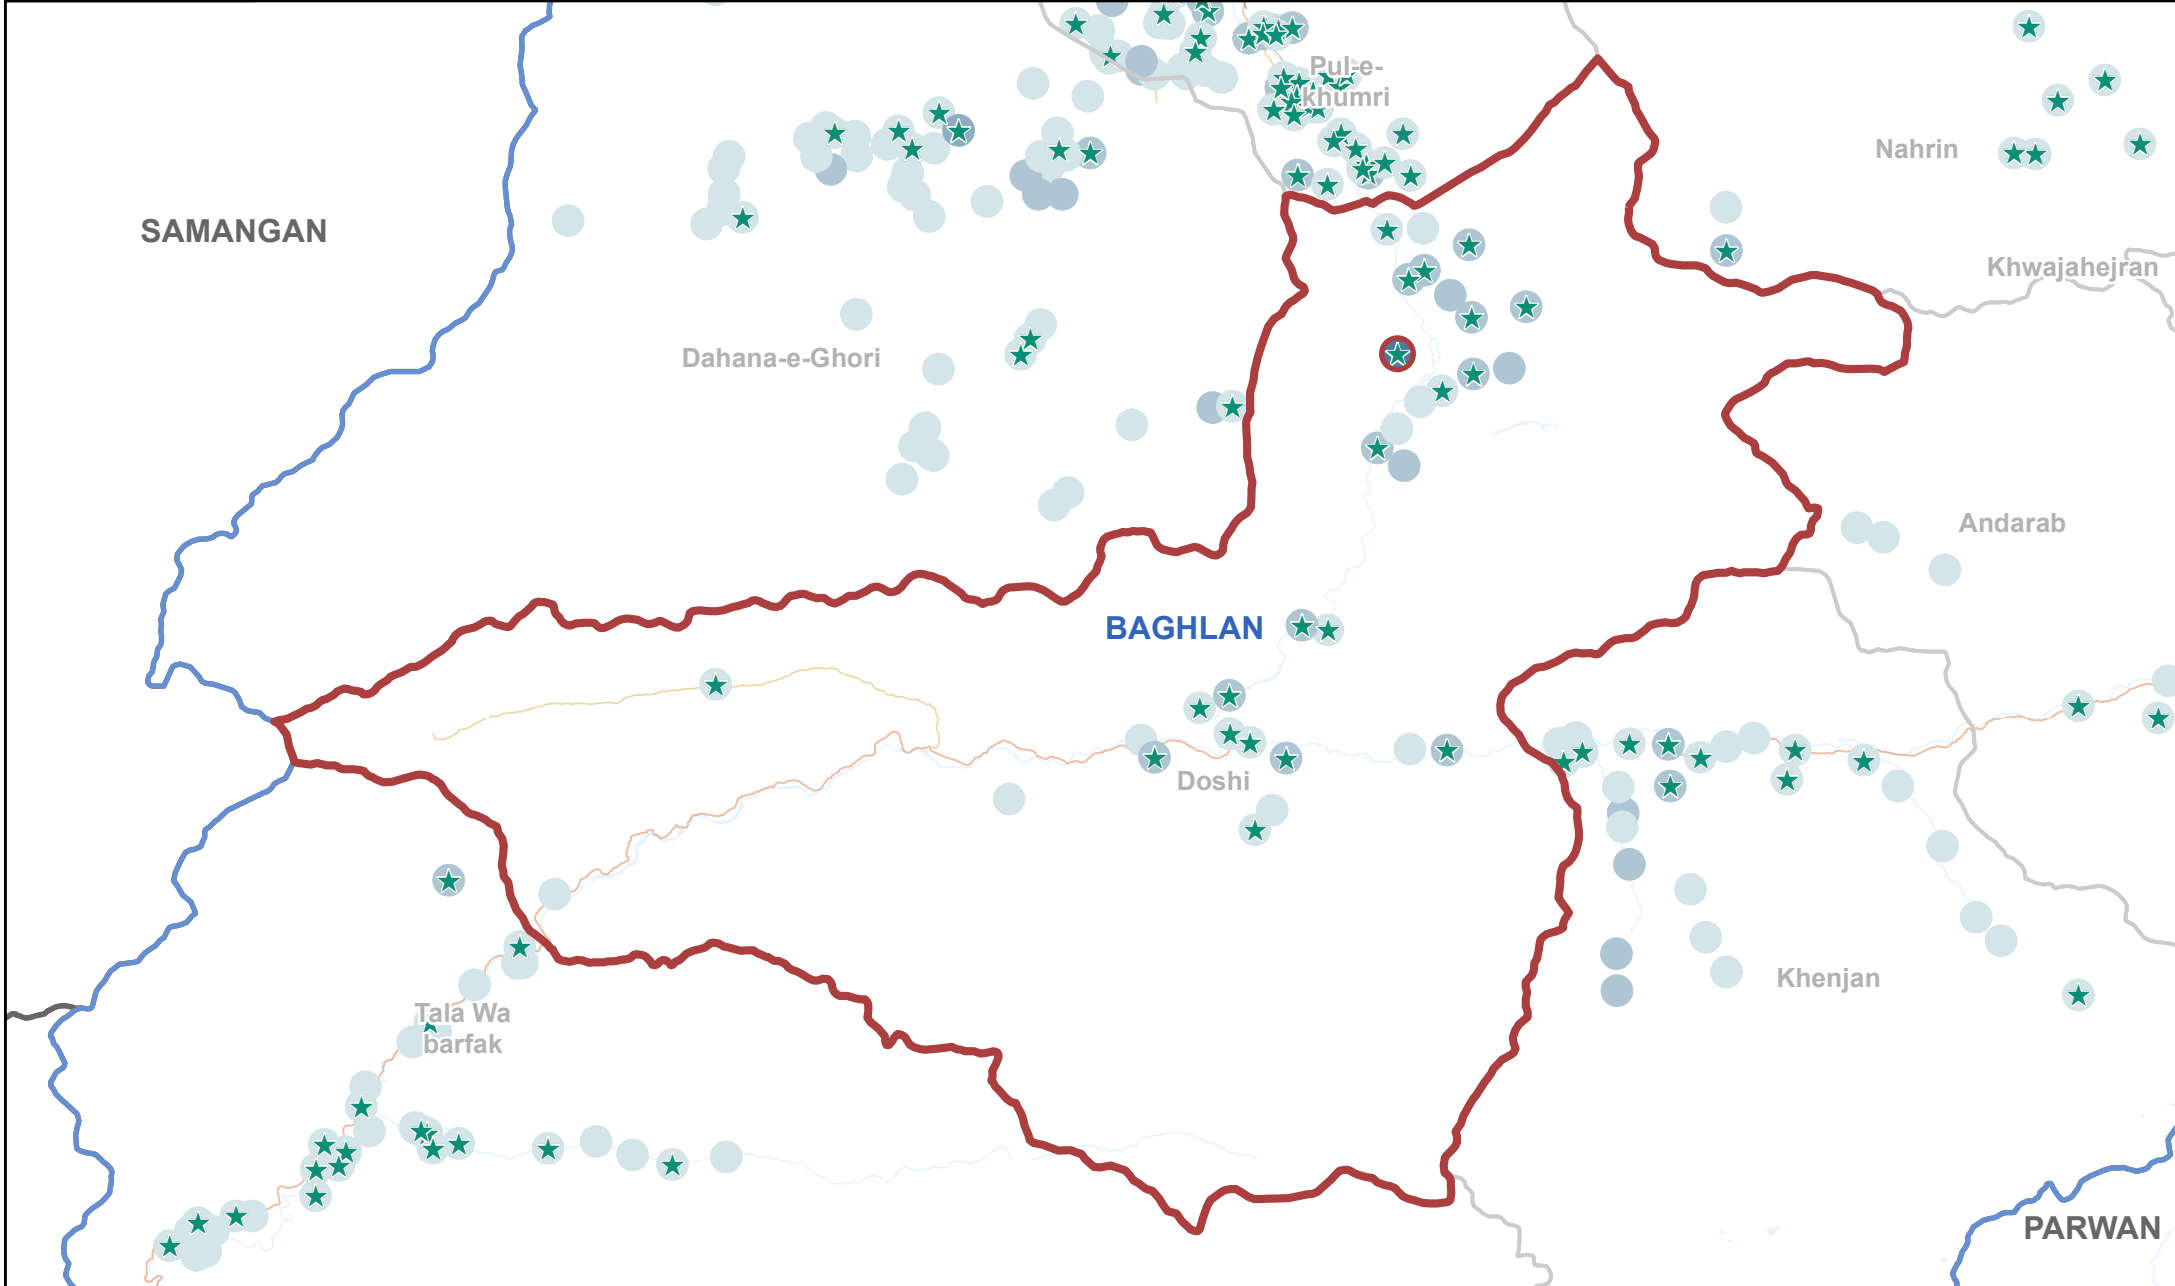 Pul-e-
khumri
Nahrin
SAMANGAN
Khwajahejran
Dahana-e-Ghori
Andarab
BAGHLAN
Doshi
Khenjan
Tala Wa
barfak
PARWAN